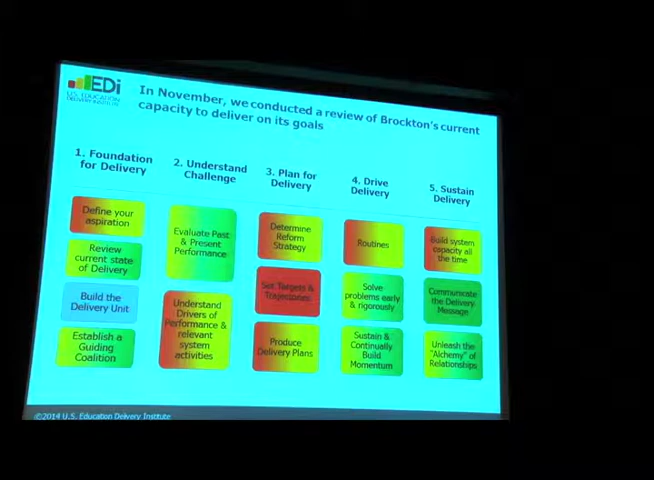 EDi
U.S. EDUCATION
DELIVERY INSTITUTE
In November, we conducted a review of Brockton's current
capacity to deliver on its goals
1. Foundation
for Delivery
Define your
aspiration
Review
current state
of Delivery
Build the
Delivery Unit
Establish a
Guiding
Coalition
2. Understand
Challenge
Evaluate Past
& Present
Performance
Understand
Drivers of
Performance &
relevant
system
activities
3. Plan for
Delivery
Determine
Reform
Strategy
Set Targets &
Trajectories
Produce
Delivery Plans
4. Drive
Delivery
Routines
Solve
problems early
& rigorously
Sustain &
Continually
Build
Momentum
5. Sustain
Delivery
Build system
capacity all
the time
Communicate
the Delivery
Message
Unleash the
"Alchemy" of
Relationships
©2014 U.S. Education Delivery Institute